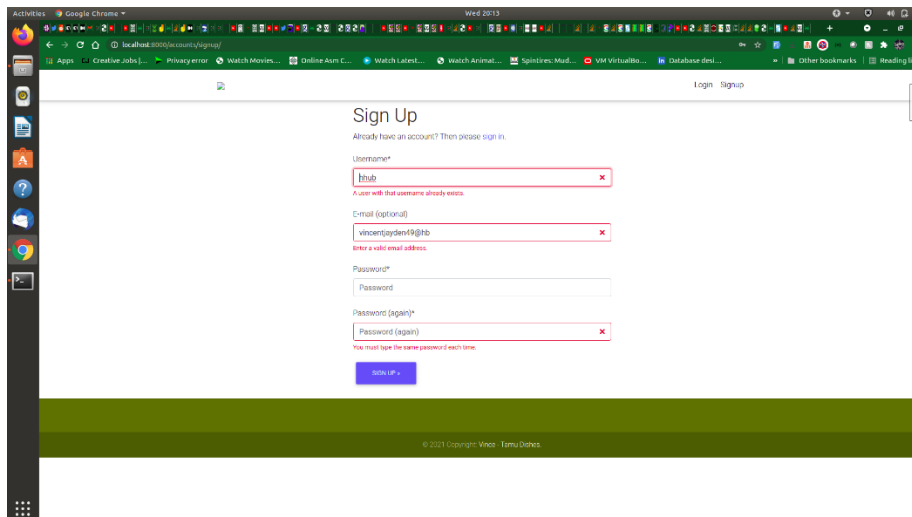 Activities Google Chrome Wed 20:13
localhost:8000/accounts/signup/
Apps Creative Jobs |... Privacy error Watch Movies... Online Asm C... Watch Latest... Watch Animat... Spintires: Mud... VM VirtualBo... Database desi... » Other bookmarks Reading li
Login Signup
Sign Up
Already have an account? Then please sign in.
Username*
hhub
A user with that username already exists.
E-mail (optional)
vincentjayden49@hb
Enter a valid email address.
Password*
Password
Password (again)*
Password (again)
You must type the same password each time.
SIGN UP »
© 2021 Copyright: Vince - Tamu Dishes.